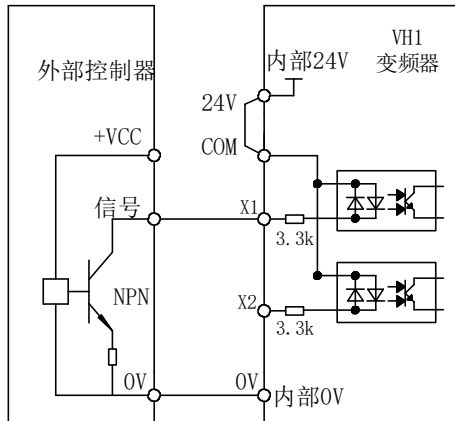 外部控制器
+VCC
信号
NPN
0V
VH1
变频器
内部24V
24V
COM
X1
3.3k
X2
3.3k
0V
内部0V